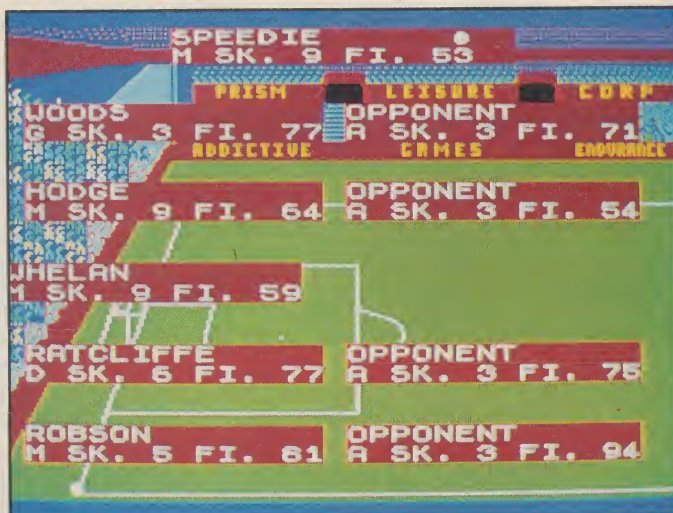 SPEEDIE
M SK. 9 FI. 53
PRISM LEISURE CORP
WOODS
G SK. 3 FI. 77
OPPONENT
A SK. 3 FI. 71
ADDICTIVE GAMES ENDURANCE
HODGE
M SK. 9 FI. 64
OPPONENT
A SK. 3 FI. 54
WHELAN
M SK. 9 FI. 59
RATCLIFFE
D SK. 6 FI. 77
OPPONENT
A SK. 3 FI. 75
ROBSON
M SK. 5 FI. 81
OPPONENT
A SK. 3 FI. 94